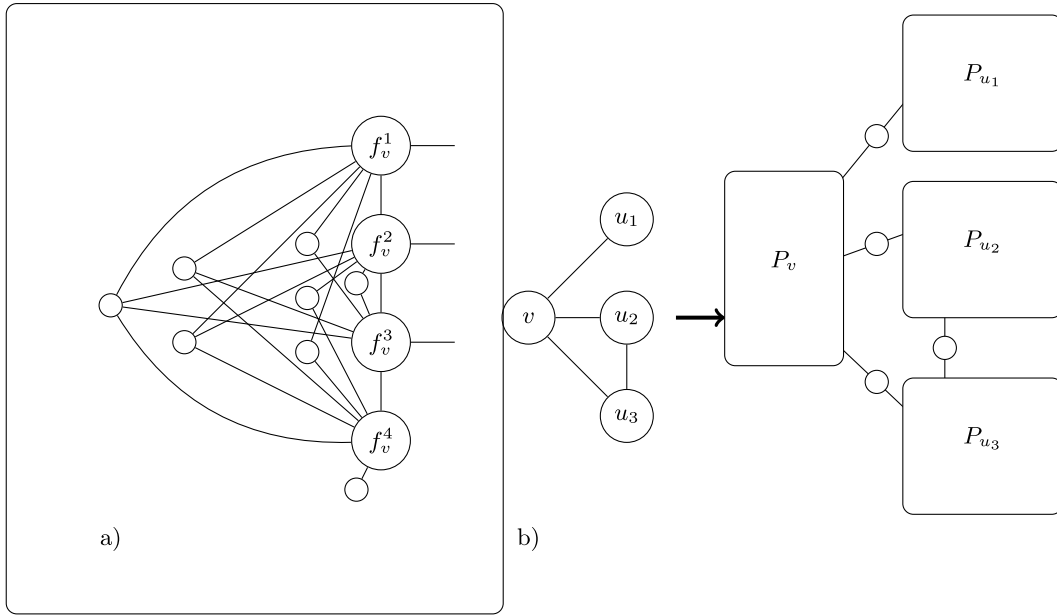 f_v^1
f_v^2
f_v^3
f_v^4
a)
u_1
v
u_2
u_3
b)
P_v
P_{u_1}
P_{u_2}
P_{u_3}